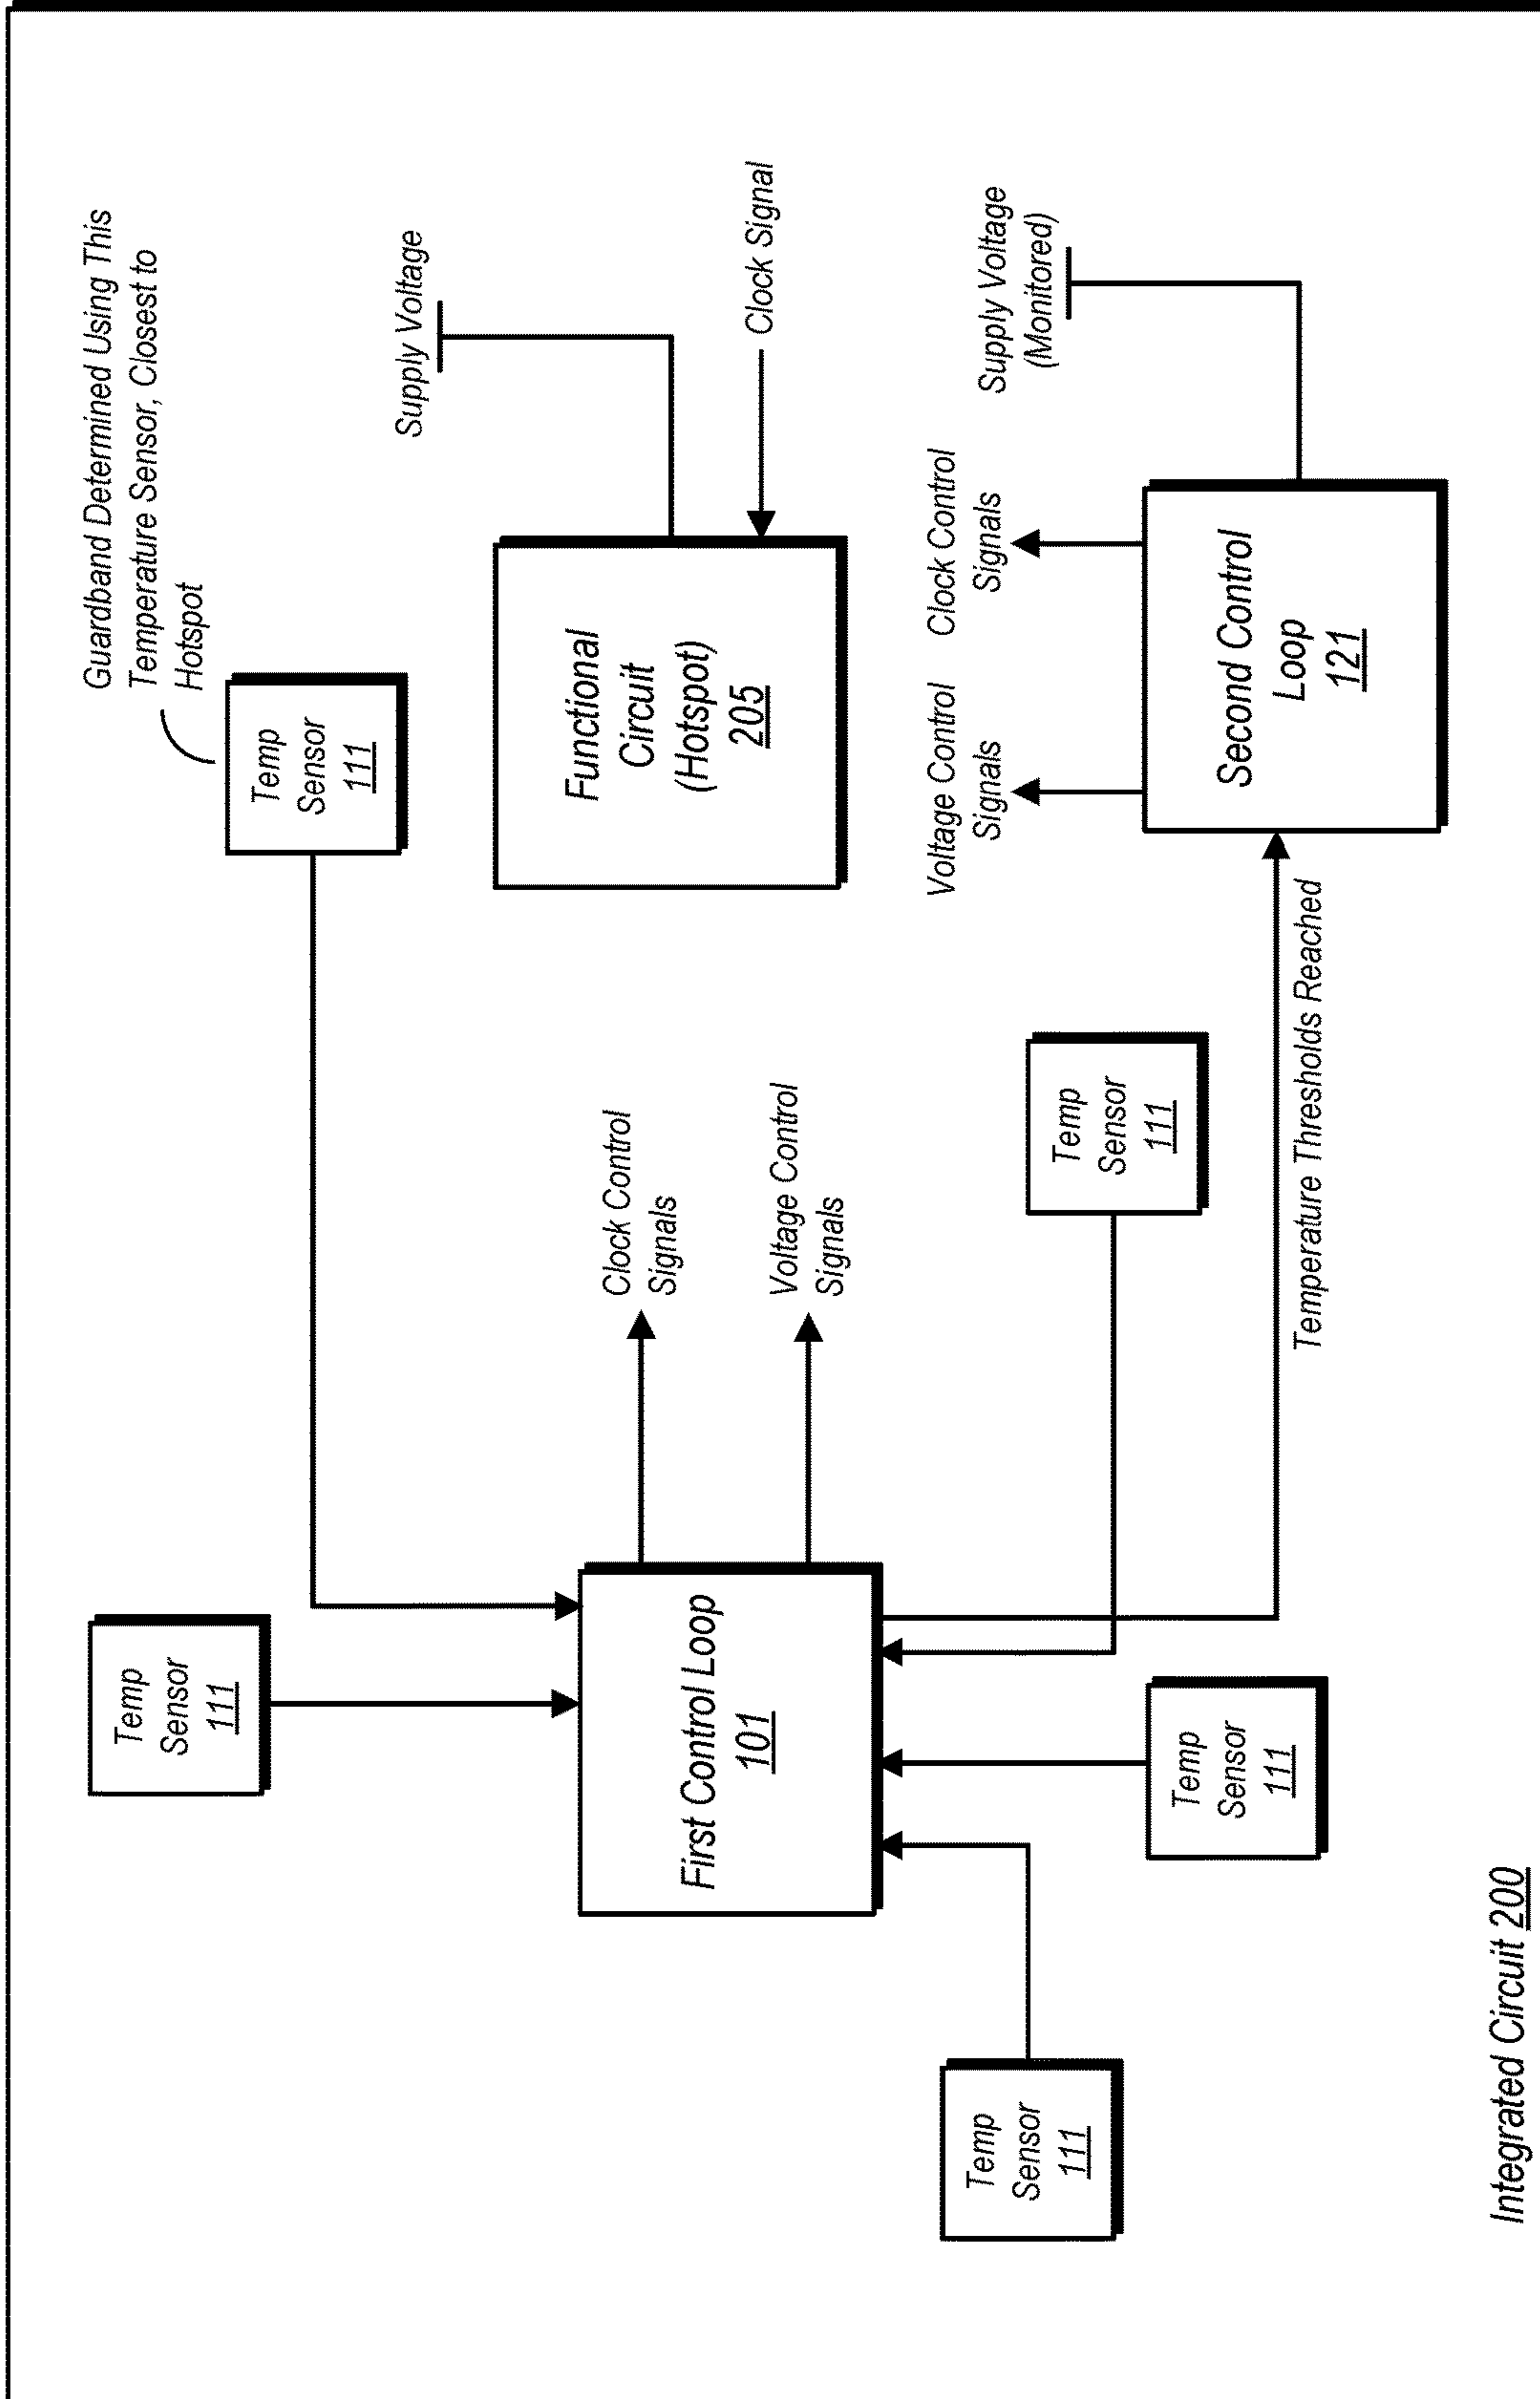 Guardband Determined Using This
Temperature Sensor, Closest to
Hotspot
Temp
Sensor
111
Temp
Sensor
111
Supply Voltage
Clock Signal
Functional
Circuit
(Hotspot)
205
Clock Control
Signals
Voltage Control
Signals
First Control Loop
101
Temp
Sensor
111
Temp
Sensor
111
Temp
Sensor
111
Voltage Control
Signals
Clock Control
Signals
Supply Voltage
(Monitored)
Second Control
Loop
121
Temperature Thresholds Reached
Integrated Circuit 200